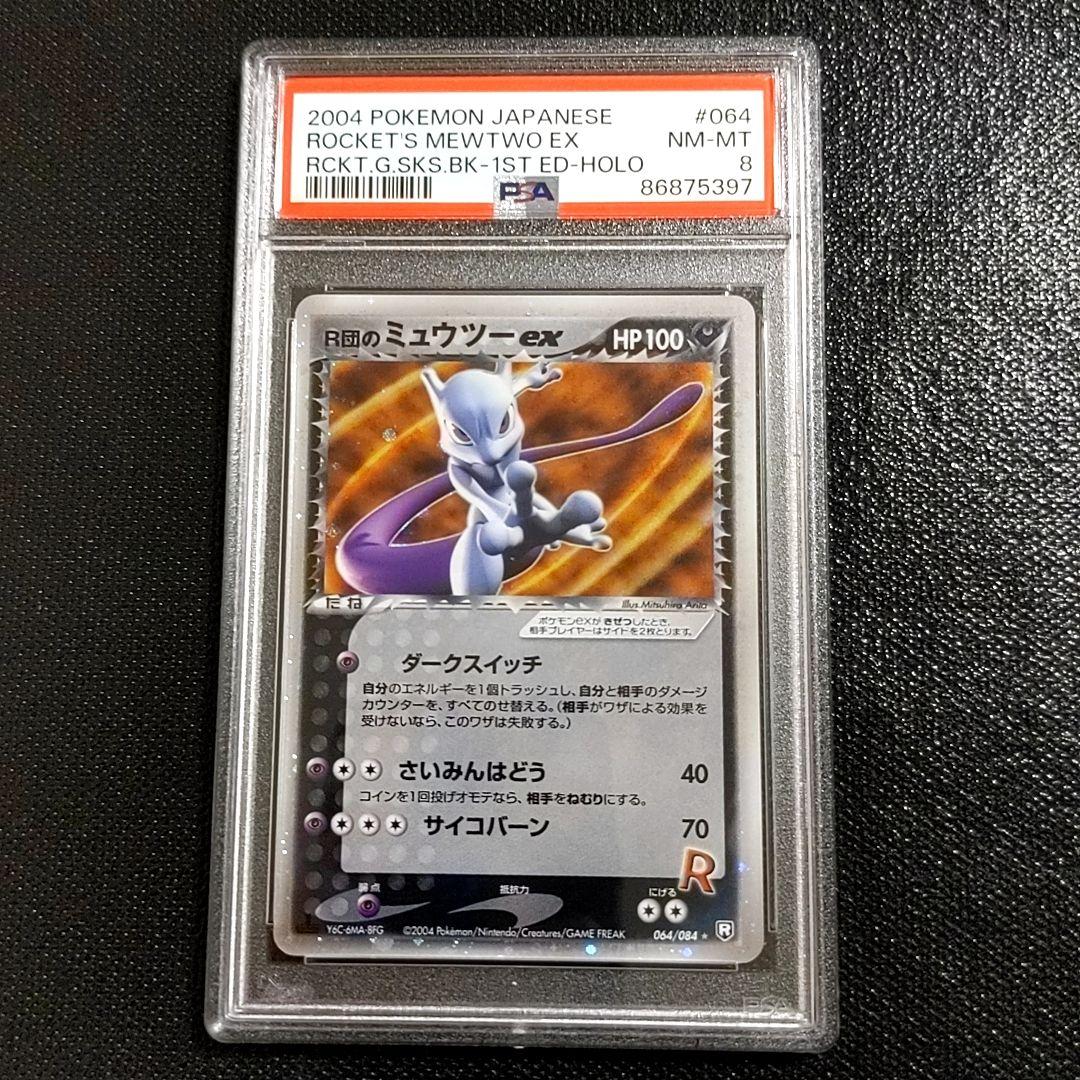 2004 POKEMON JAPANESE #064
ROCKET'S MEWTWO EX NM-MT
RCKT.G.SKS.BK-1ST ED-HOLO 8
PSA 86875397
R団の ミュウツーex HP100
たね Illus. Mitsuhiro Arita
ポケモンexが きぜつしたとき、
相手プレイヤーはサイドを2枚とります。
ダークスイッチ
自分のエネルギーを1個トラッシュし、自分と相手のダメージ
カウンターを、すべてのせ替える。(相手がワザによる効果を
受けないなら、このワザは失敗する。)
さいみんはどう 40
コインを1回投げオモテなら、相手をねむりにする。
サイコバーン 70
R
弱点 抵抗力 にげる
Y6C-6MA-8FG ©2004 Pokémon/Nintendo/Creatures/GAME FREAK 064/084 ★ R
PSA